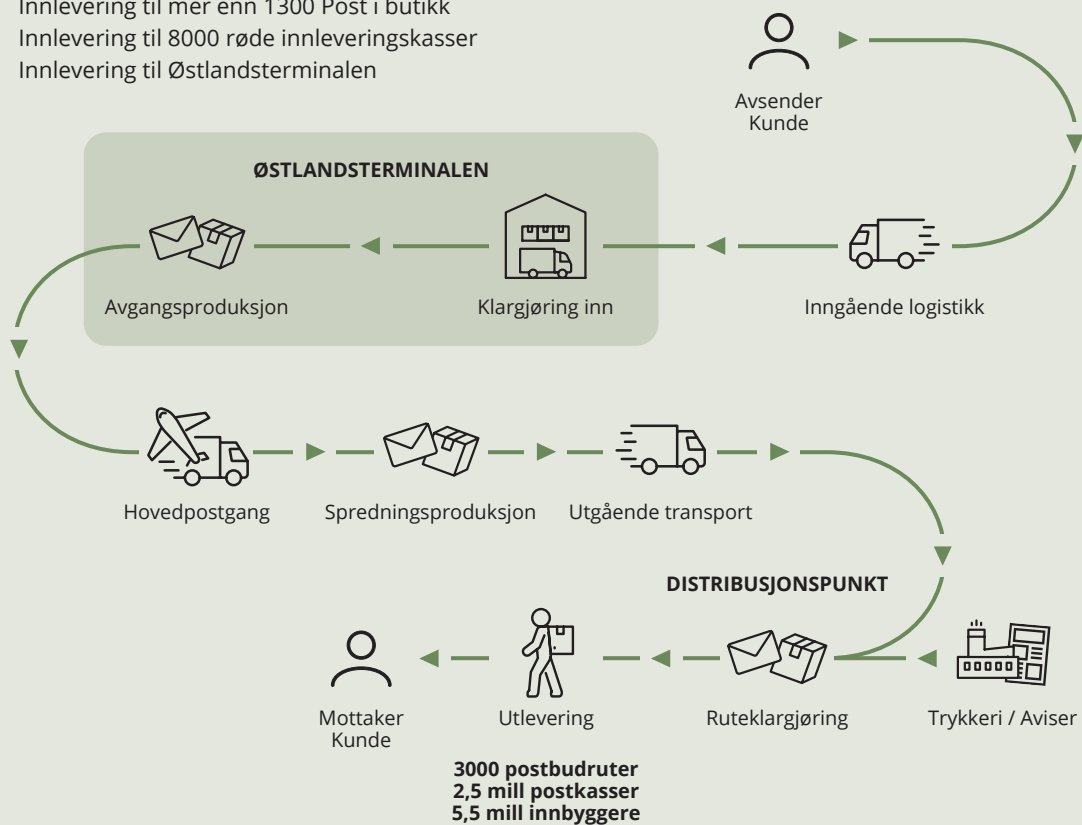 Innlevering til mer enn 1300 Post i butikk
Innlevering til 8000 røde innleveringskasser
Innlevering til Østlandsterminalen
Avsender
Kunde
ØSTLANDSTERMINALEN
Avgangsproduksjon
Klargjøring inn
Inngående logistikk
Hovedpostgang
Spredningsproduksjon
Utgående transport
DISTRIBUSJONSPUNKT
Mottaker
Kunde
Utlevering
Ruteklargjøring
Trykkeri / Aviser
3000 postbudruter
2,5 mill postkasser
5,5 mill innbyggere